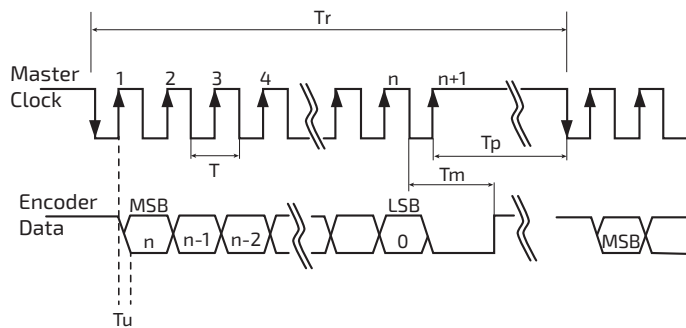 Tr
Master
Clock
1 2 3 4 n n+1
T
Tp
Tm
Encoder
Data
MSB LSB
n n-1 n-2 0 MSB
Tu